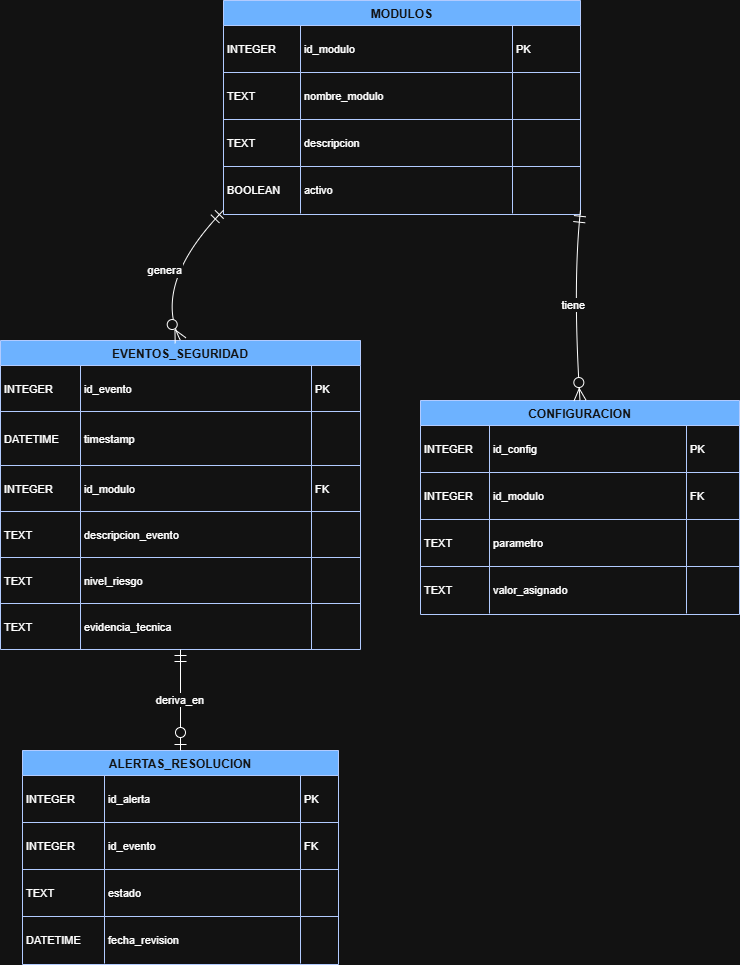 MODULOS
INTEGER id_modulo PK
TEXT nombre_modulo
TEXT descripcion
BOOLEAN activo
genera
tiene
EVENTOS_SEGURIDAD
INTEGER id_evento PK
DATETIME timestamp
INTEGER id_modulo FK
TEXT descripcion_evento
TEXT nivel_riesgo
TEXT evidencia_tecnica
CONFIGURACION
INTEGER id_config PK
INTEGER id_modulo FK
TEXT parametro
TEXT valor_asignado
deriva_en
ALERTAS_RESOLUCION
INTEGER id_alerta PK
INTEGER id_evento FK
TEXT estado
DATETIME fecha_revision